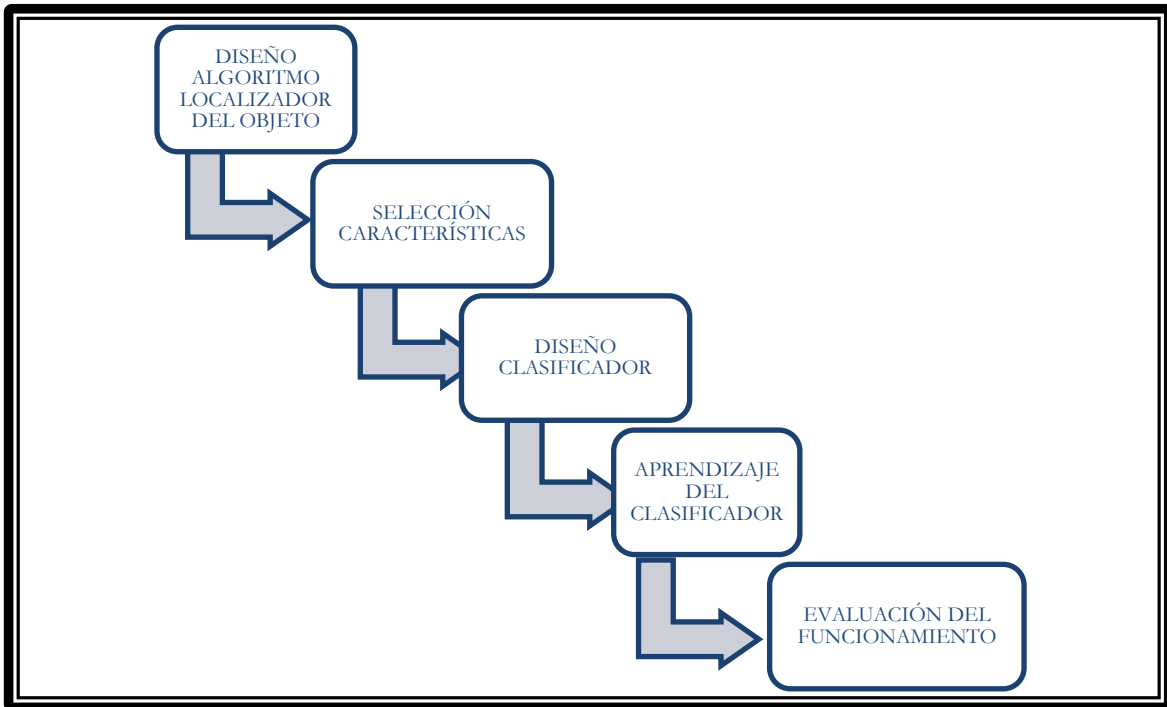 DISEÑO
ALGORITMO
LOCALIZADOR
DEL OBJETO
SELECCIÓN
CARACTERÍSTICAS
DISEÑO
CLASIFICADOR
APRENDIZAJE
DEL
CLASIFICADOR
EVALUACIÓN DEL
FUNCIONAMIENTO